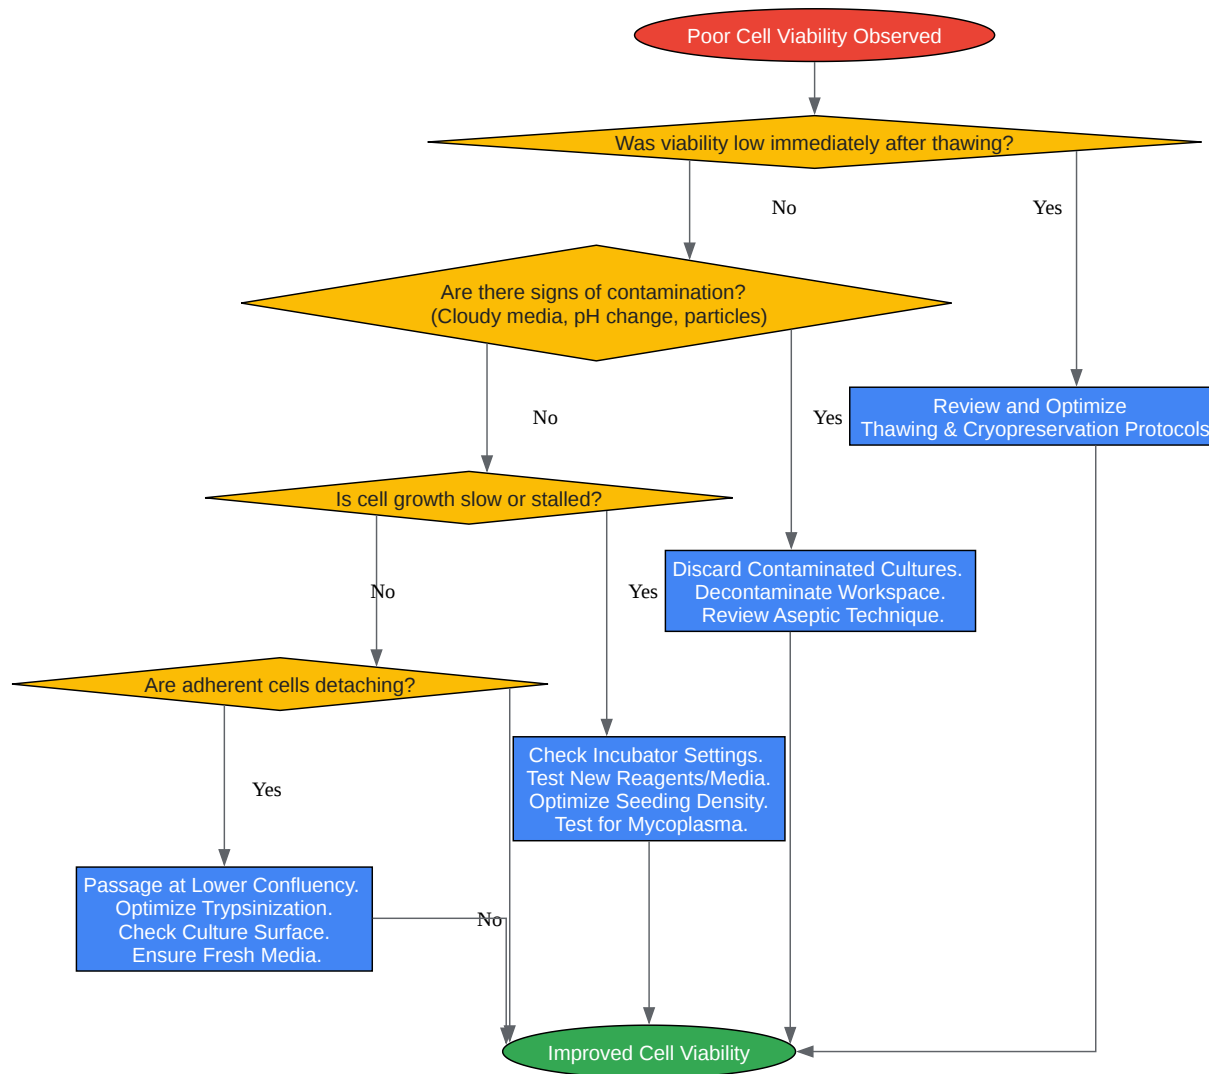 Poor Cell Viability Observed
Was viability low immediately after thawing?
No
Yes
Are there signs of contamination?
(Cloudy media, pH change, particles)
No
Yes
Review and Optimize
Thawing & Cryopreservation Protocols
Is cell growth slow or stalled?
No
Yes
Discard Contaminated Cultures.
Decontaminate Workspace.
Review Aseptic Technique.
Are adherent cells detaching?
Yes
Check Incubator Settings.
Test New Reagents/Media.
Optimize Seeding Density.
Test for Mycoplasma.
Passage at Lower Confluency.
Optimize Trypsinization.
Check Culture Surface.
Ensure Fresh Media.
No
Improved Cell Viability